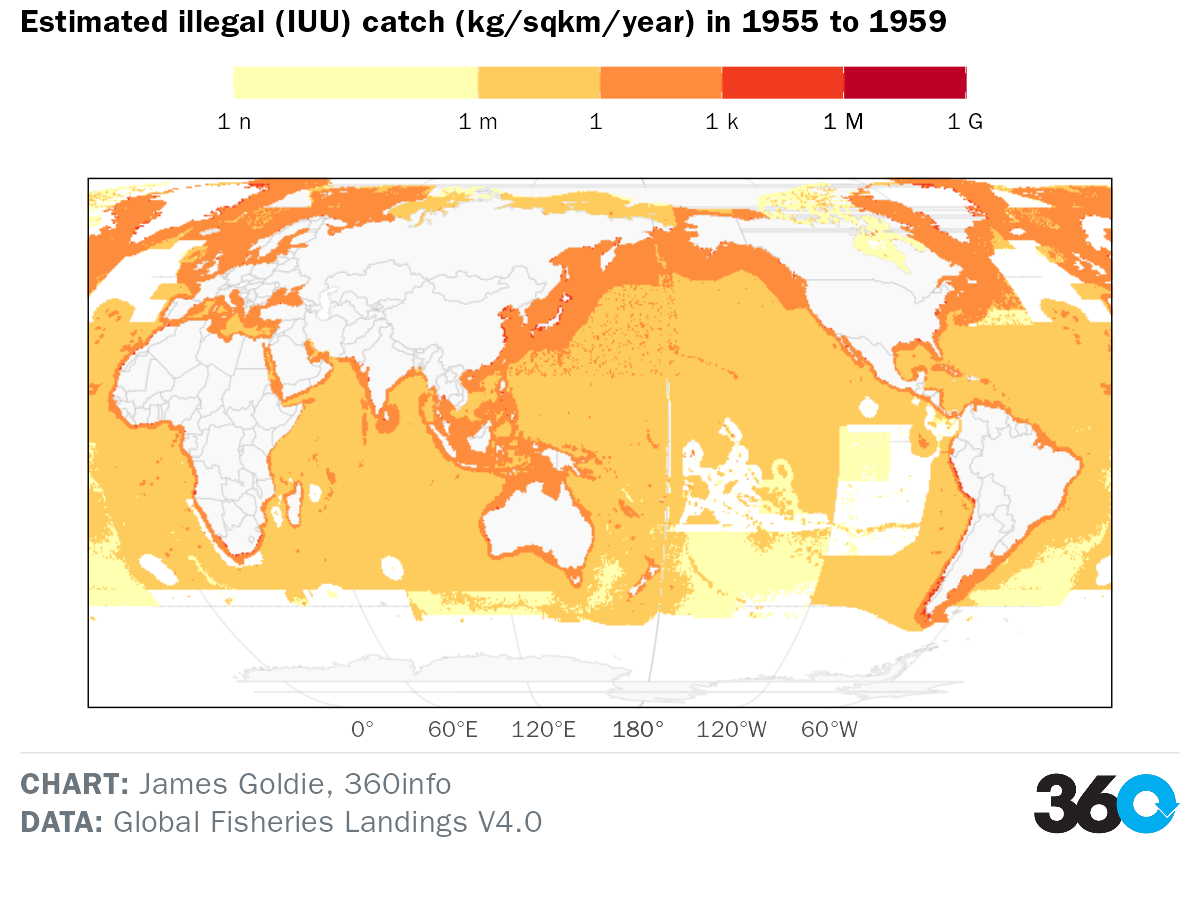 Estimated illegal (IUU) catch (kg/sqkm/year) in 1955 to 1959
1 n 1 m 1 1 k 1 M 1 G
0° 60°E 120°E 180° 120°W 60°W
CHART: James Goldie, 360info
DATA: Global Fisheries Landings V4.0
360